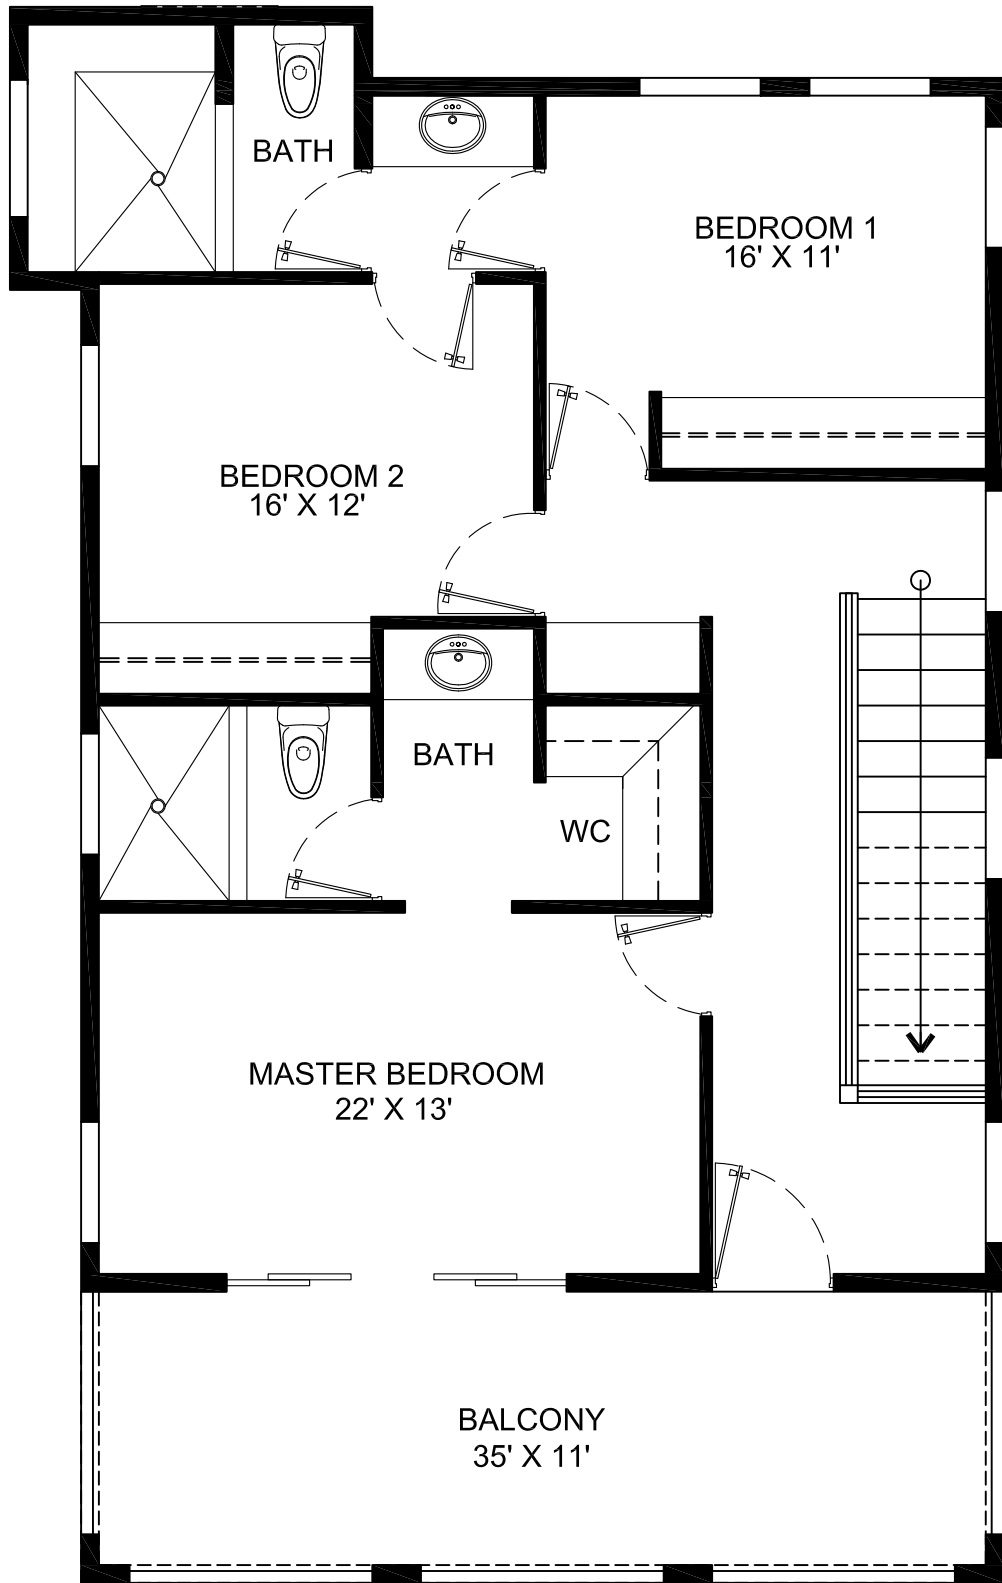 BATH
BEDROOM 1
16' X 11'
BEDROOM 2
16' X 12'
BATH
WC
MASTER BEDROOM
22' X 13'
BALCONY
35' X 11'